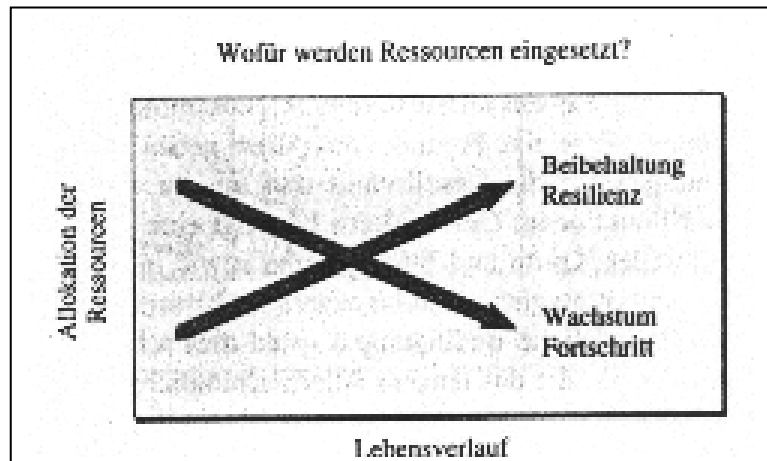 Wofür werden Ressourcen eingesetzt?
Allokation der
Ressourcen
Beibehaltung
Resilienz
Wachstum
Fortschritt
Lebensverlauf